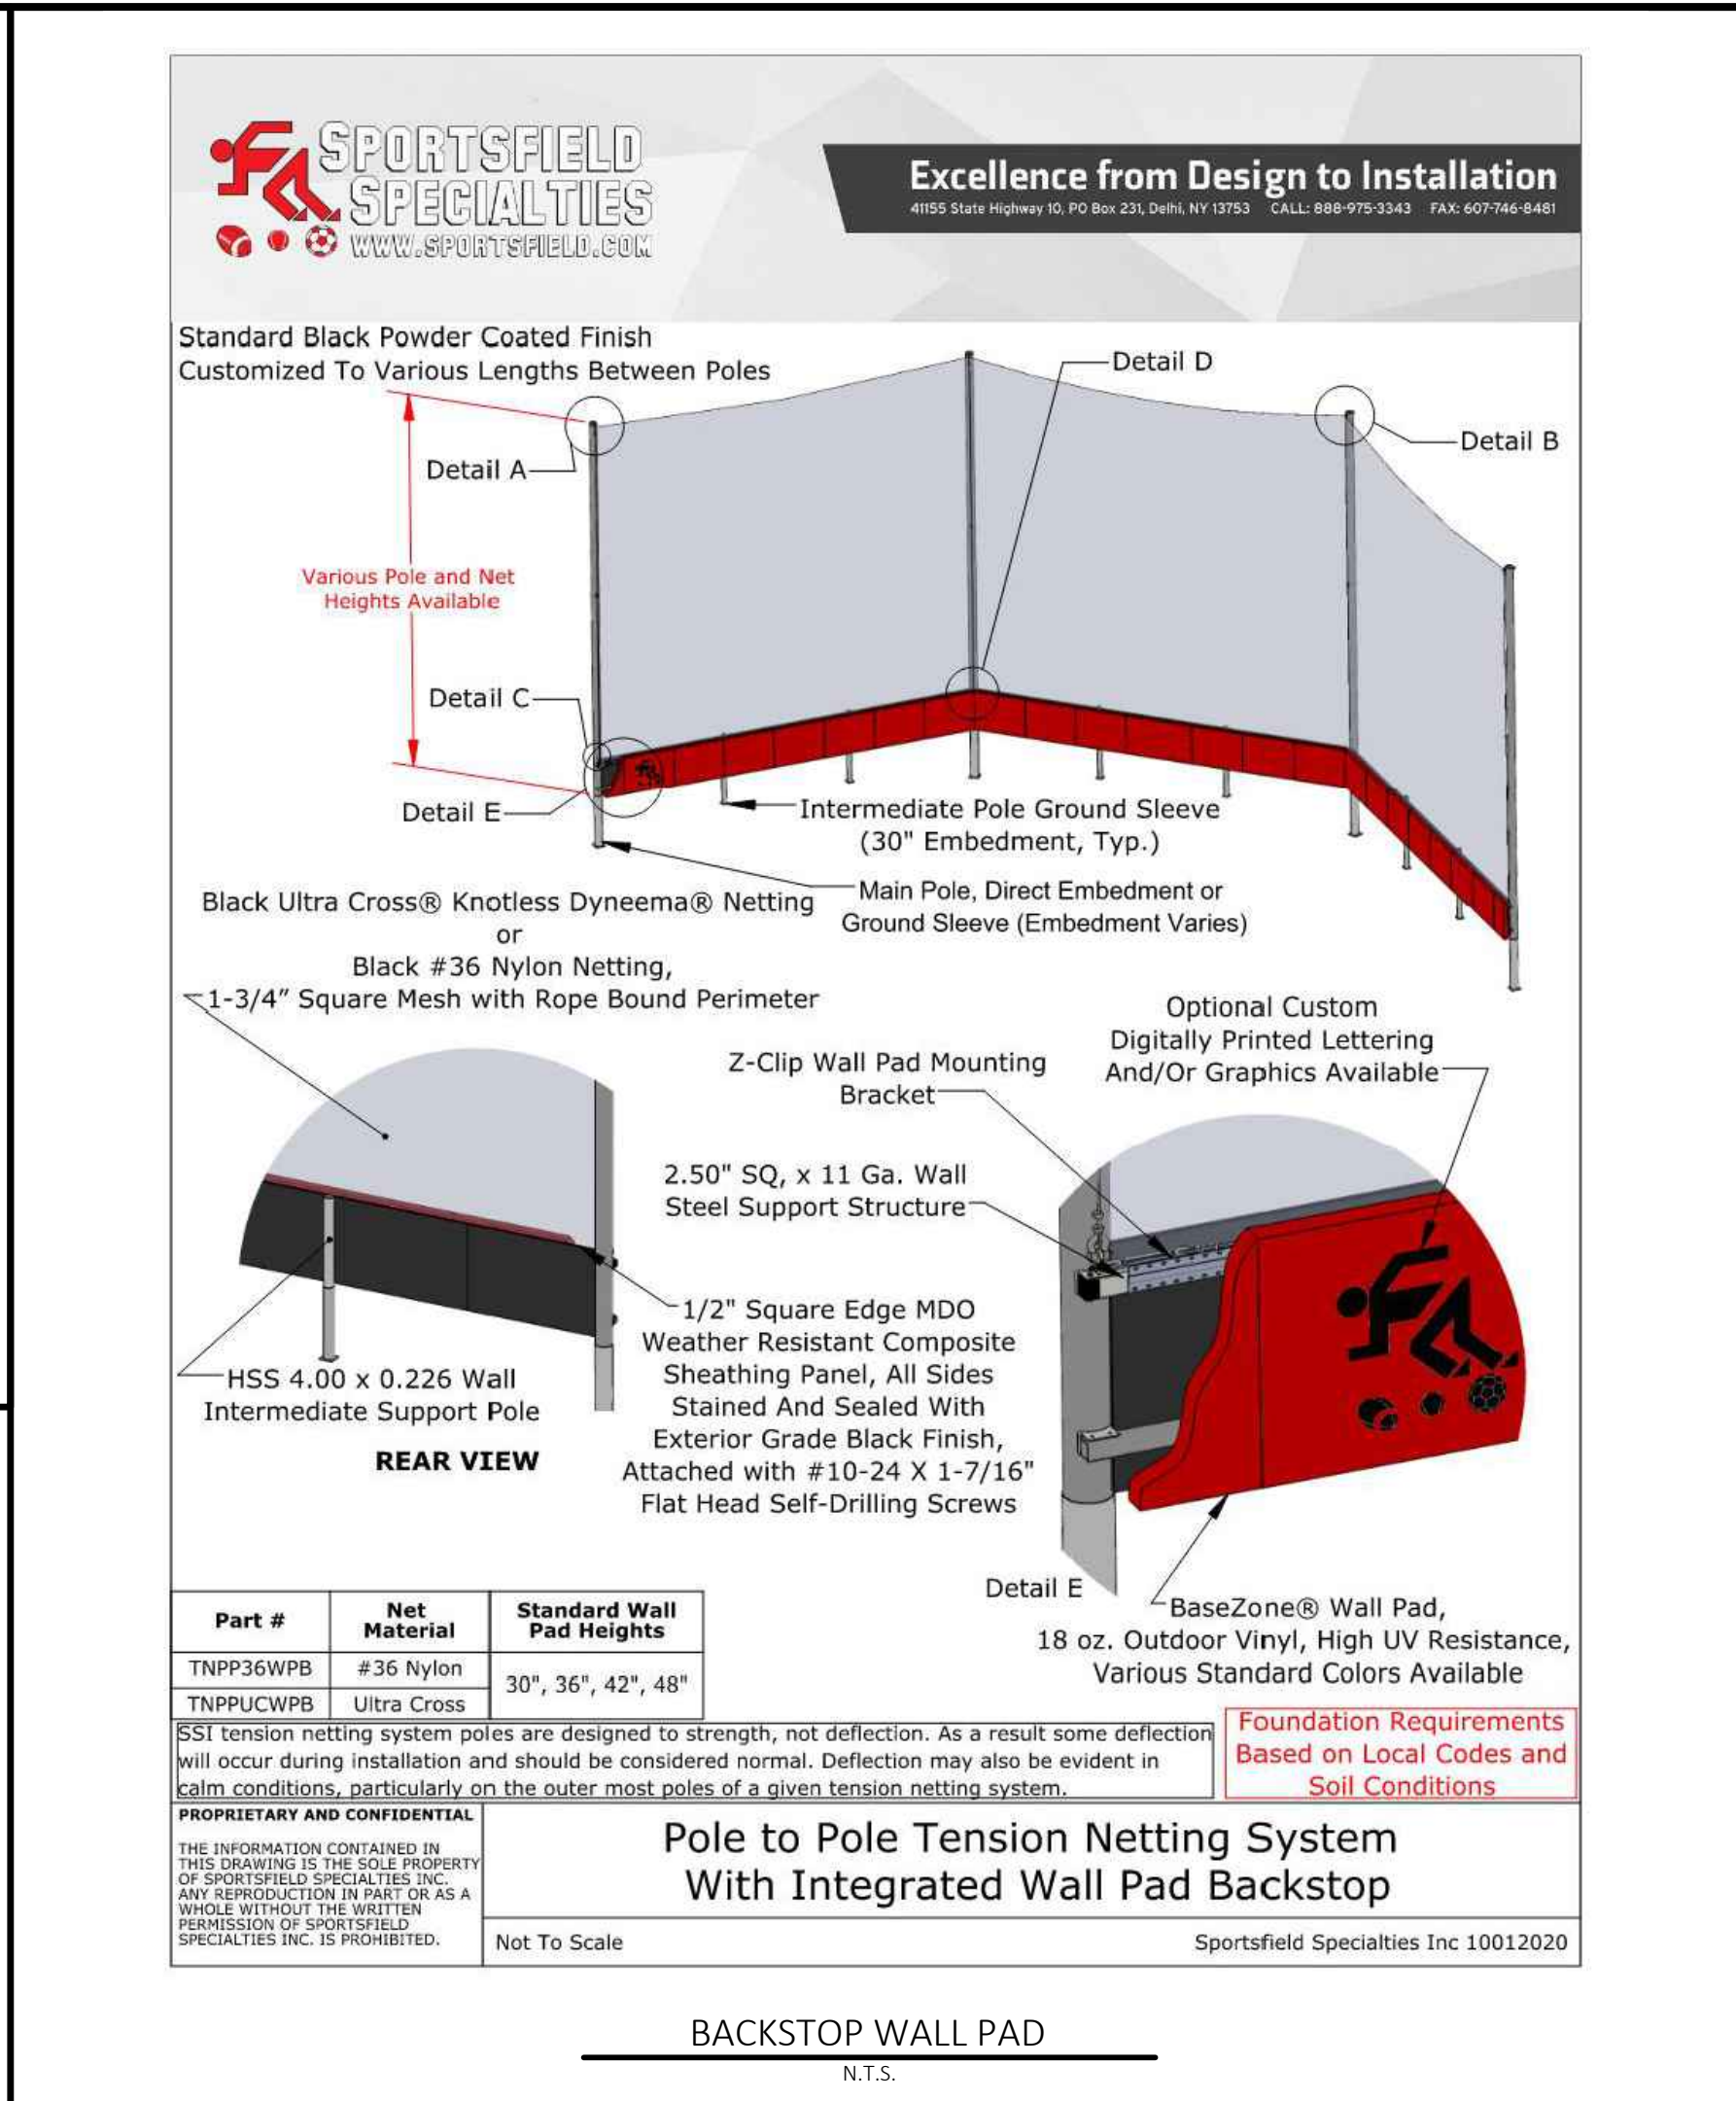 SPORTSFIELD
SPECIALTIES
WWW.SPORTSFIELD.COM
Excellence from Design to Installation
41155 State Highway 10, PO Box 231, Delhi, NY 13753 CALL: 888-975-3343 FAX: 607-746-8481
Standard Black Powder Coated Finish
Customized To Various Lengths Between Poles
Detail D
Detail B
Detail A
Various Pole and Net
Heights Available
Detail C
Detail E
Intermediate Pole Ground Sleeve
(30" Embedment, Typ.)
Main Pole, Direct Embedment or
Ground Sleeve (Embedment Varies)
Black Ultra Cross® Knotless Dyneema® Netting
or
Black #36 Nylon Netting,
1-3/4" Square Mesh with Rope Bound Perimeter
Optional Custom
Digitally Printed Lettering
And/Or Graphics Available
Z-Clip Wall Pad Mounting
Bracket
2.50" SQ, x 11 Ga. Wall
Steel Support Structure
1/2" Square Edge MDO
Weather Resistant Composite
Sheathing Panel, All Sides
Stained And Sealed With
Exterior Grade Black Finish,
Attached with #10-24 X 1-7/16"
Flat Head Self-Drilling Screws
HSS 4.00 x 0.226 Wall
Intermediate Support Pole
REAR VIEW
Detail E
BaseZone® Wall Pad,
18 oz. Outdoor Vinyl, High UV Resistance,
Various Standard Colors Available
Part # Net Material Standard Wall Pad Heights
TNPP36WPB #36 Nylon 30", 36", 42", 48"
TNPPUCWPB Ultra Cross
SSI tension netting system poles are designed to strength, not deflection. As a result some deflection
will occur during installation and should be considered normal. Deflection may also be evident in
calm conditions, particularly on the outer most poles of a given tension netting system.
Foundation Requirements
Based on Local Codes and
Soil Conditions
PROPRIETARY AND CONFIDENTIAL
THE INFORMATION CONTAINED IN
THIS DRAWING IS THE SOLE PROPERTY
OF SPORTSFIELD SPECIALTIES INC.
ANY REPRODUCTION IN PART OR AS A
WHOLE WITHOUT THE WRITTEN
PERMISSION OF SPORTSFIELD
SPECIALTIES INC. IS PROHIBITED.
Pole to Pole Tension Netting System
With Integrated Wall Pad Backstop
Not To Scale
Sportsfield Specialties Inc 10012020
BACKSTOP WALL PAD
N.T.S.